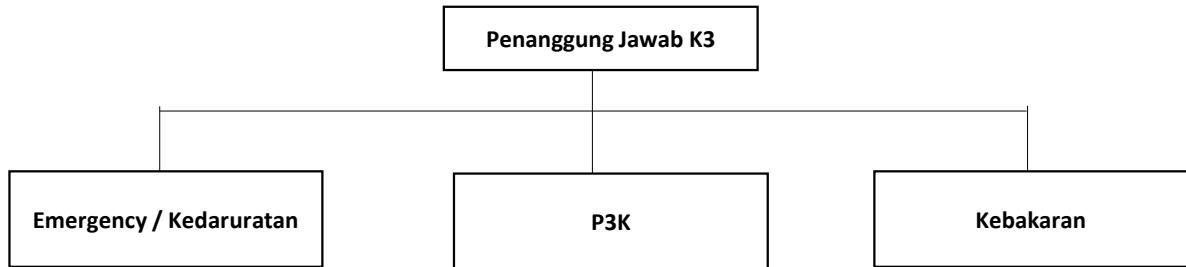 Penanggung Jawab K3
Emergency / Kedaruratan
P3K
Kebakaran